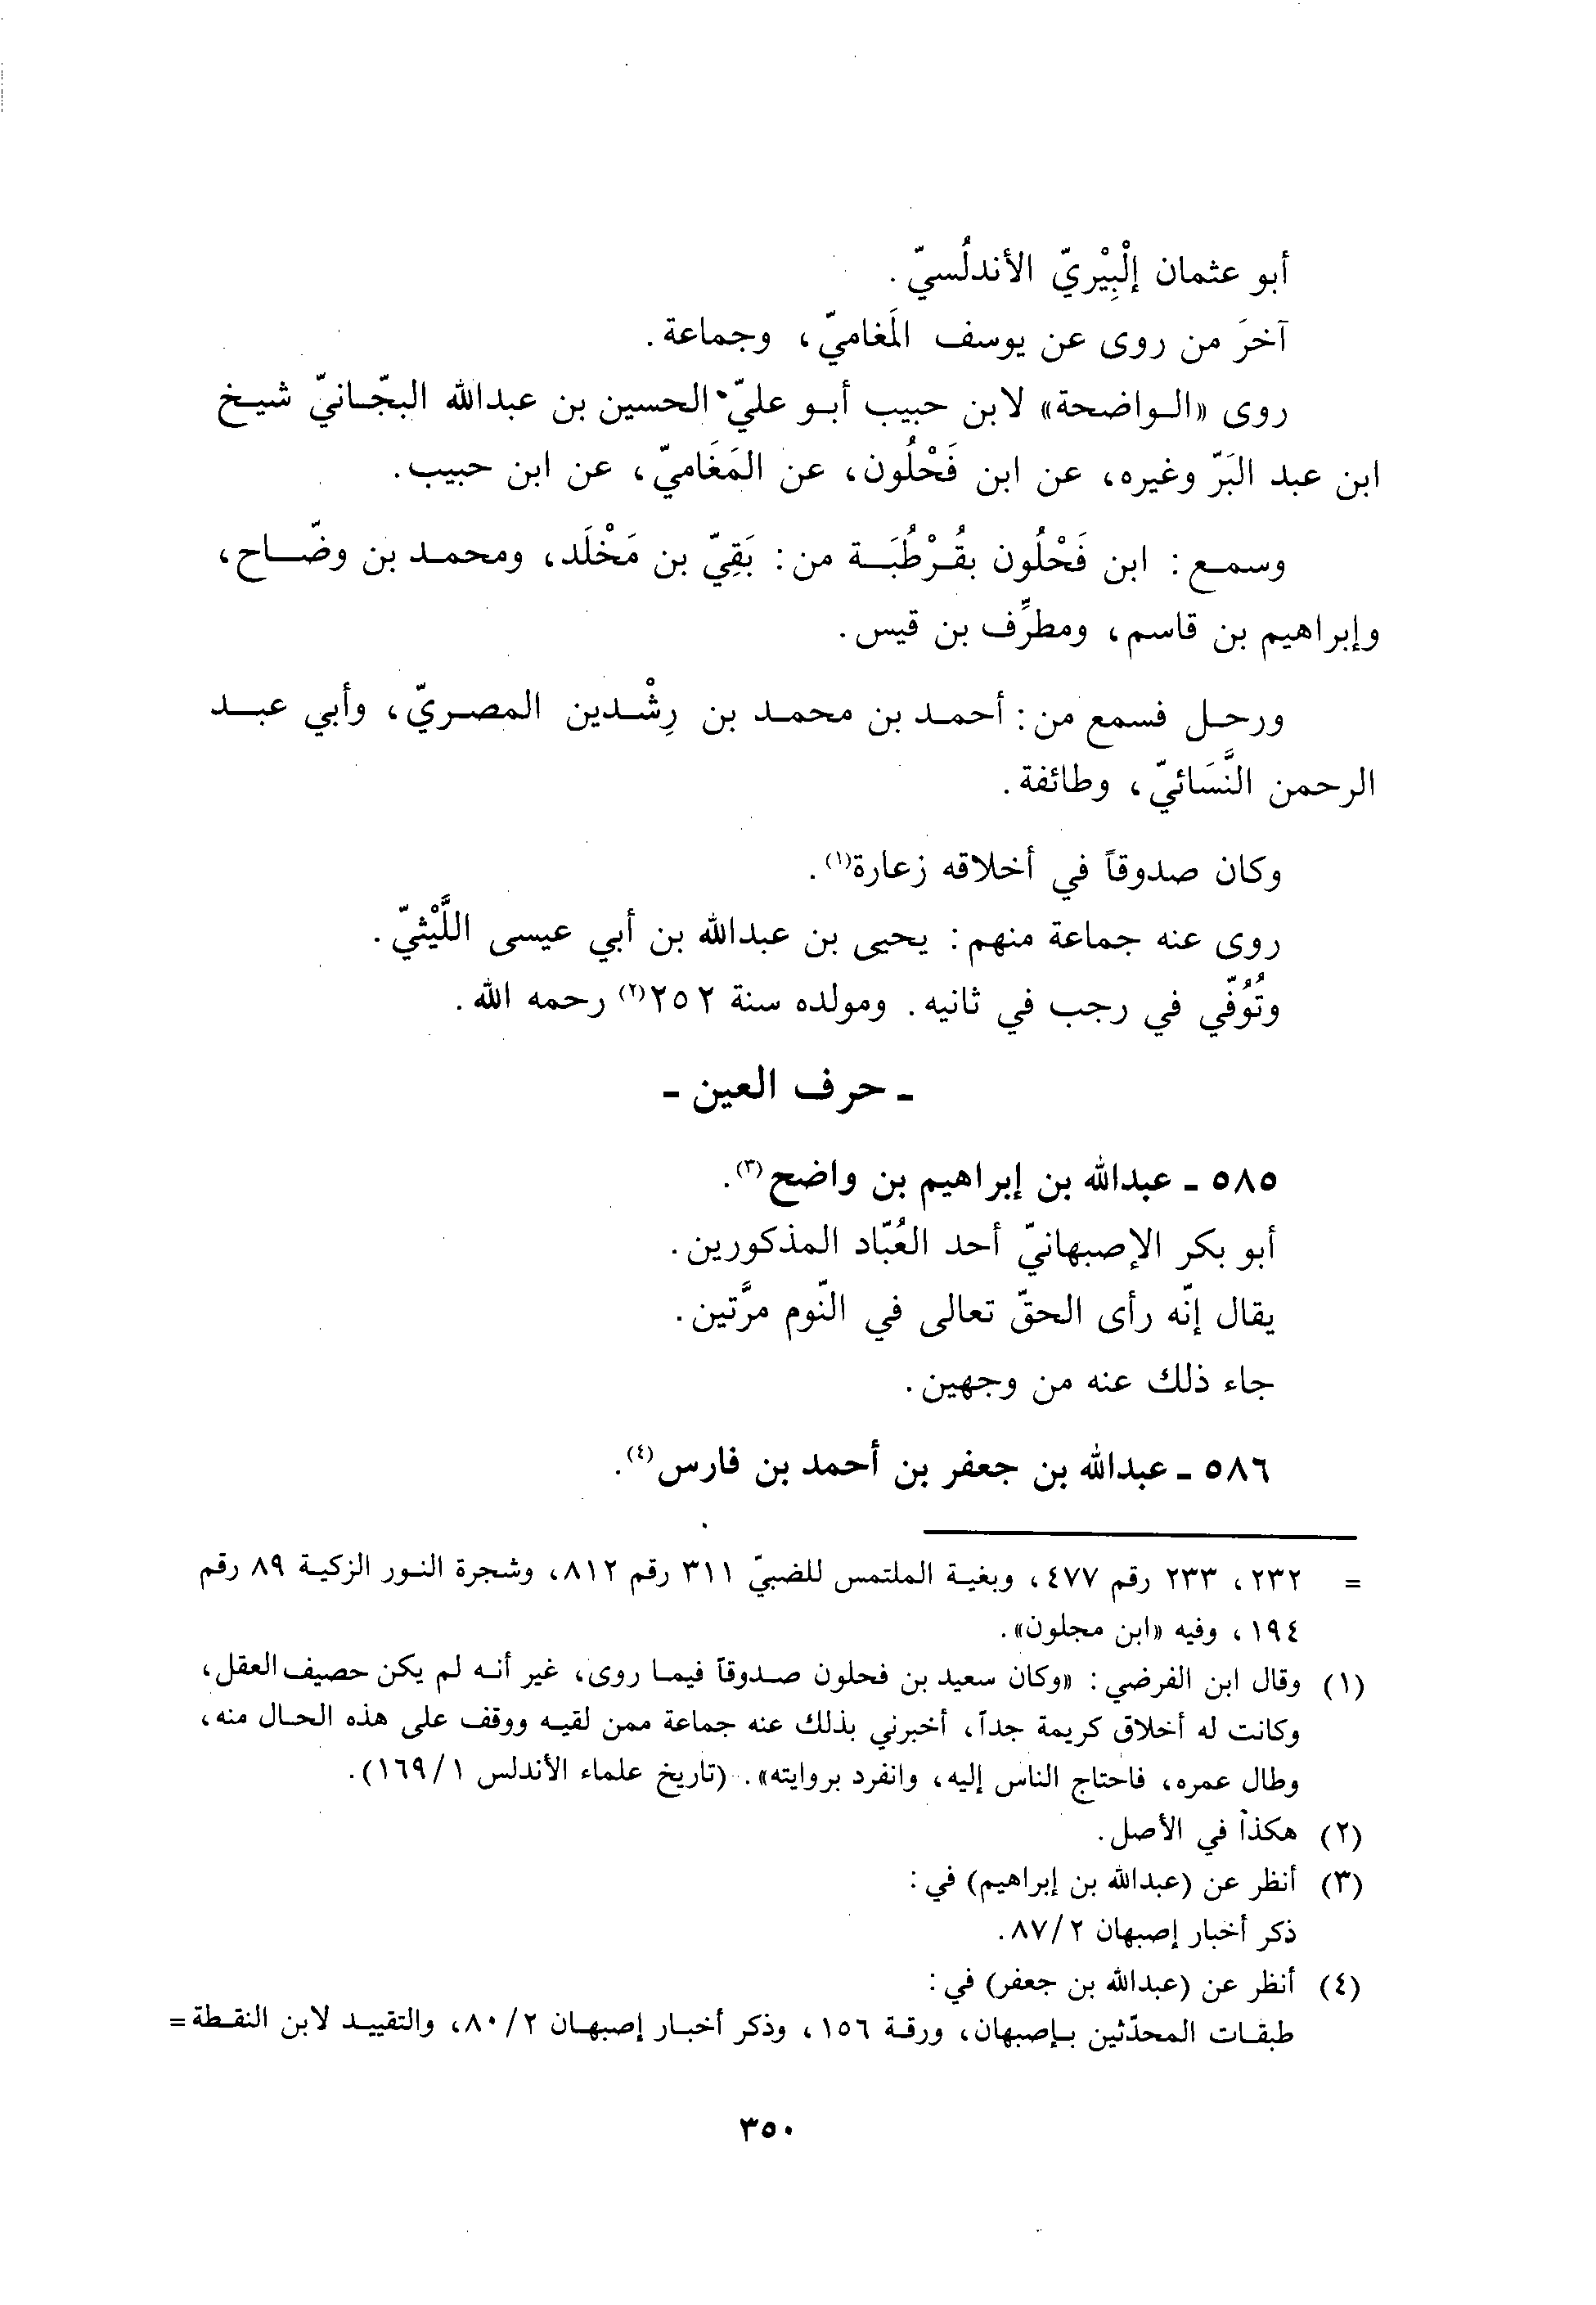 أبو عثمان إلْبِيْريّ الأندلُسيّ.
آخرَ من روى عن يوسف المَغاميّ، وجماعة.
روى «الواضحة» لابن حبيب أبو عليّ الحسين بن عبدالله البجّانيّ شيخ
ابن عبد البَرّ وغيره، عن ابن فَحْلُون، عن المَغَاميّ، عن ابن حبيب.
وسمع: ابن فَحْلُون بقُرْطُبَة من: بَقِيّ بن مَخْلَد، ومحمد بن وضّاح،
وإبراهيم بن قاسم، ومطرِّف بن قيس.
ورحل فسمع من: أحمد بن محمد بن رِشْدين المصريّ، وأبي عبد
الرحمن النَّسَائيّ، وطائفة.
وكان صدوقاً في أخلاقه زعارة(١).
روى عنه جماعة منهم: يحيى بن عبدالله بن أبي عيسى اللَّيْثيّ.
وتُوُفّي في رجب في ثانيه. ومولده سنة ٢٥٢(٢) رحمه الله.
ـ حرف العين ـ
٥٨٥ ـ عبدالله بن إبراهيم بن واضح(٣).
أبو بكر الإصبهانيّ أحد العُبّاد المذكورين.
يقال إنّه رأى الحقّ تعالى في النّوم مرَّتين.
جاء ذلك عنه من وجهين.
٥٨٦ ـ عبدالله بن جعفر بن أحمد بن فارس(٤).
= ٢٣٢، ٢٣٣ رقم ٤٧٧، وبغية الملتمس للضبيّ ٣١١ رقم ٨١٢، وشجرة النور الزكية ٨٩ رقم
١٩٤، وفيه «ابن مجلون».
(١) وقال ابن الفرضي: «وكان سعيد بن فحلون صدوقاً فيما روى، غير أنه لم يكن حصيف العقل،
وكانت له أخلاق كريمة جداً، أخبرني بذلك عنه جماعة ممن لقيه ووقف على هذه الحال منه،
وطال عمره، فاحتاج الناس إليه، وانفرد بروايته». (تاريخ علماء الأندلس ١/١٦٩).
(٢) هكذا في الأصل.
(٣) أنظر عن (عبدالله بن إبراهيم) في:
ذكر أخبار إصبهان ٢/٨٧.
(٤) أنظر عن (عبدالله بن جعفر) في:
طبقات المحدّثين بإصبهان، ورقة ١٥٦، وذكر أخبار إصبهان ٢/٨٠، والتقييد لابن النقطة =
٣٥٠